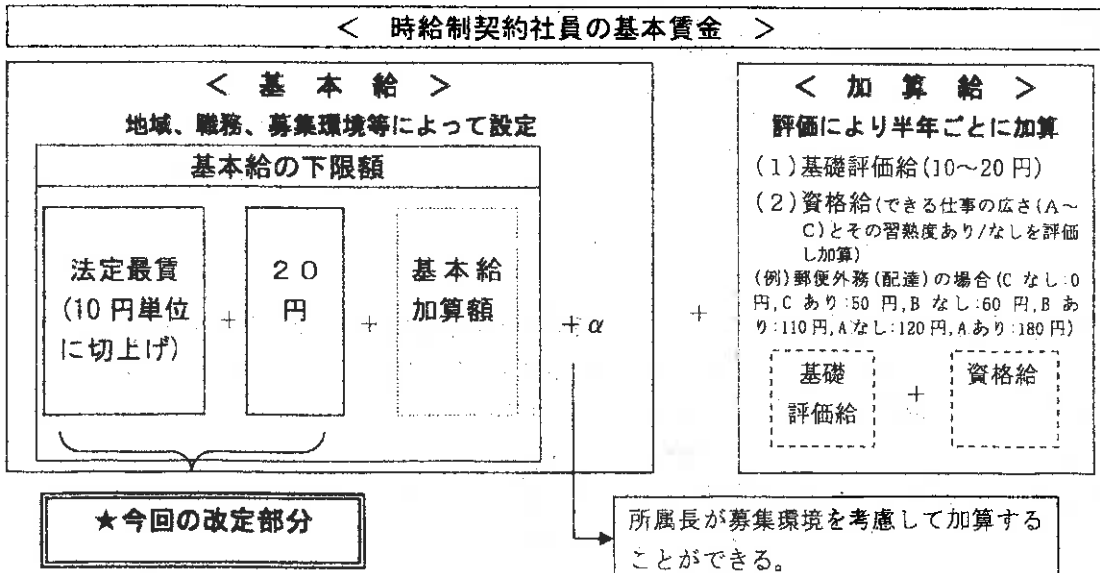 ＜ 時給制契約社員の基本賃金 ＞
＜ 基 本 給 ＞
地域、職務、募集環境等によって設定
基本給の下限額
法定最賃
(10 円単位
に切上げ)
+
２０
円
+
基本給
加算額
+ α
+
＜ 加 算 給 ＞
評価により半年ごとに加算
(１)基礎評価給(10～20 円)
(２)資格給(できる仕事の広さ(A～
C)とその習熟度あり/なしを評価
し加算)
(例)郵便外務(配達)の場合(C なし:0
円,C あり:50 円,B なし:60 円,B あ
り:110円,Aなし:120円,Aあり:180円)
基礎
評価給
+
資格給
★今回の改定部分
所属長が募集環境を考慮して加算する
ことができる。